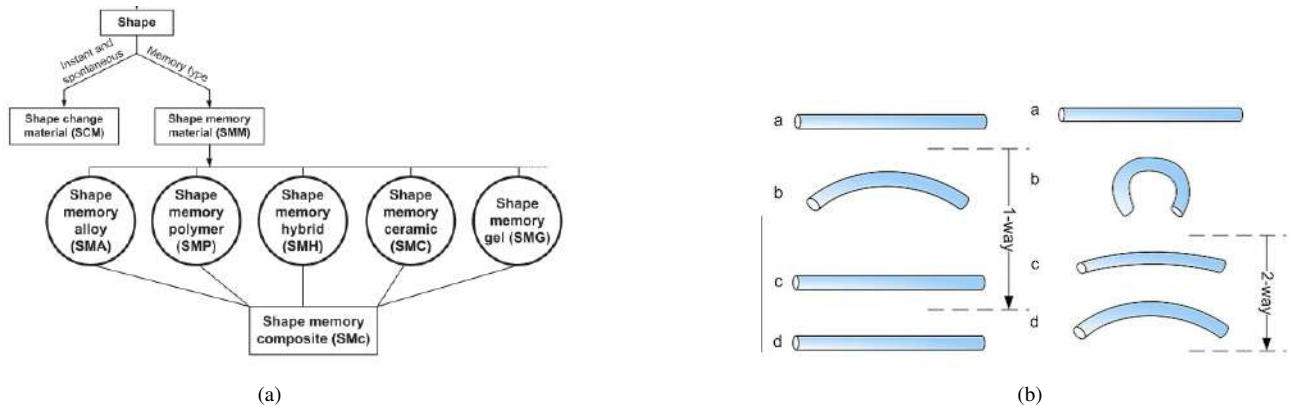 Shape
Instant and
spontaneous
Memory type
Shape change
material (SCM)
Shape memory
material (SMM)
Shape
memory
alloy
(SMA)
Shape
memory
polymer
(SMP)
Shape
memory
hybrid
(SMH)
Shape
memory
ceramic
(SMC)
Shape
memory
gel (SMG)
Shape memory
composite (SMc)
(a)
a
b
c
d
1-way
a
b
c
d
2-way
(b)